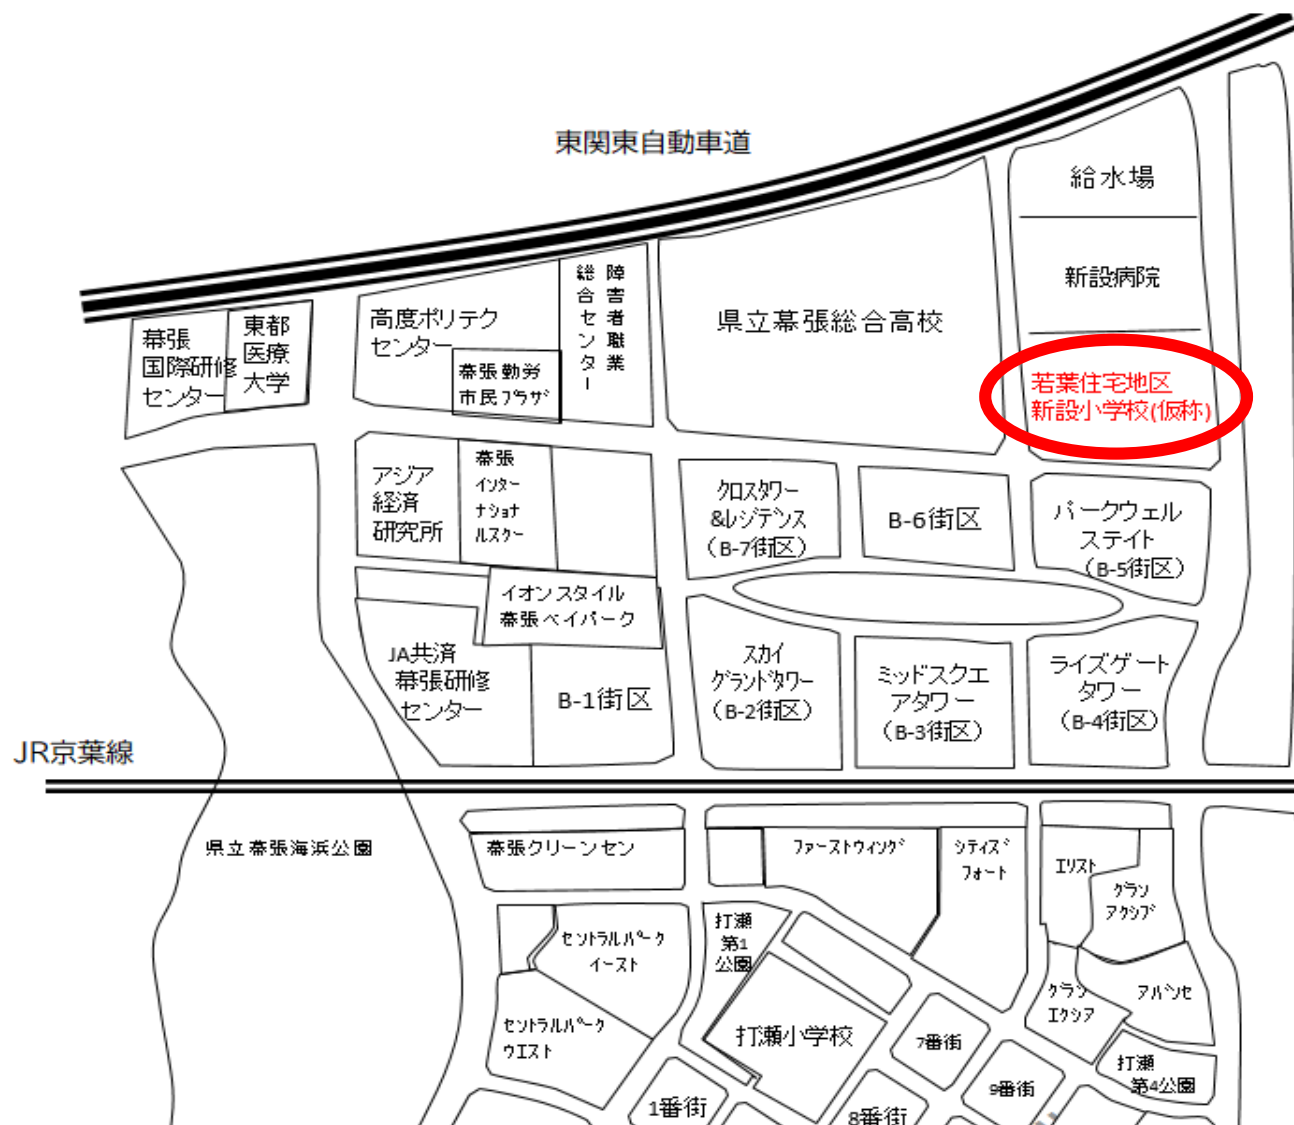 東関東自動車道
給水場
新設病院
若葉住宅地区
新設小学校(仮称)
県立幕張総合高校
障害者職業
総合センター
高度ポリテク
センター
幕張勤労
市民プラザ
東都
医療
大学
幕張
国際研修
センター
アジア
経済
研究所
幕張
インター
ナショナ
ルスクー
クロスタワー
&レジデンス
(B-7街区)
B-6街区
パークウェル
ステイト
(B-5街区)
イオンスタイル
幕張ベイパーク
JA共済
幕張研修
センター
B-1街区
スカイ
グランドタワー
(B-2街区)
ミッドスクエ
アタワー
(B-3街区)
ライズゲート
タワー
(B-4街区)
JR京葉線
県立幕張海浜公園
幕張クリーンセン
ファーストウィング
シティズ
フォート
エリスト
グラン
アクシブ
セントラルパーク
イースト
打瀬
第1
公園
セントラルパーク
ウエスト
打瀬小学校
7番街
グラン
エクシア
アバンセ
打瀬
第4公園
9番街
1番街
8番街